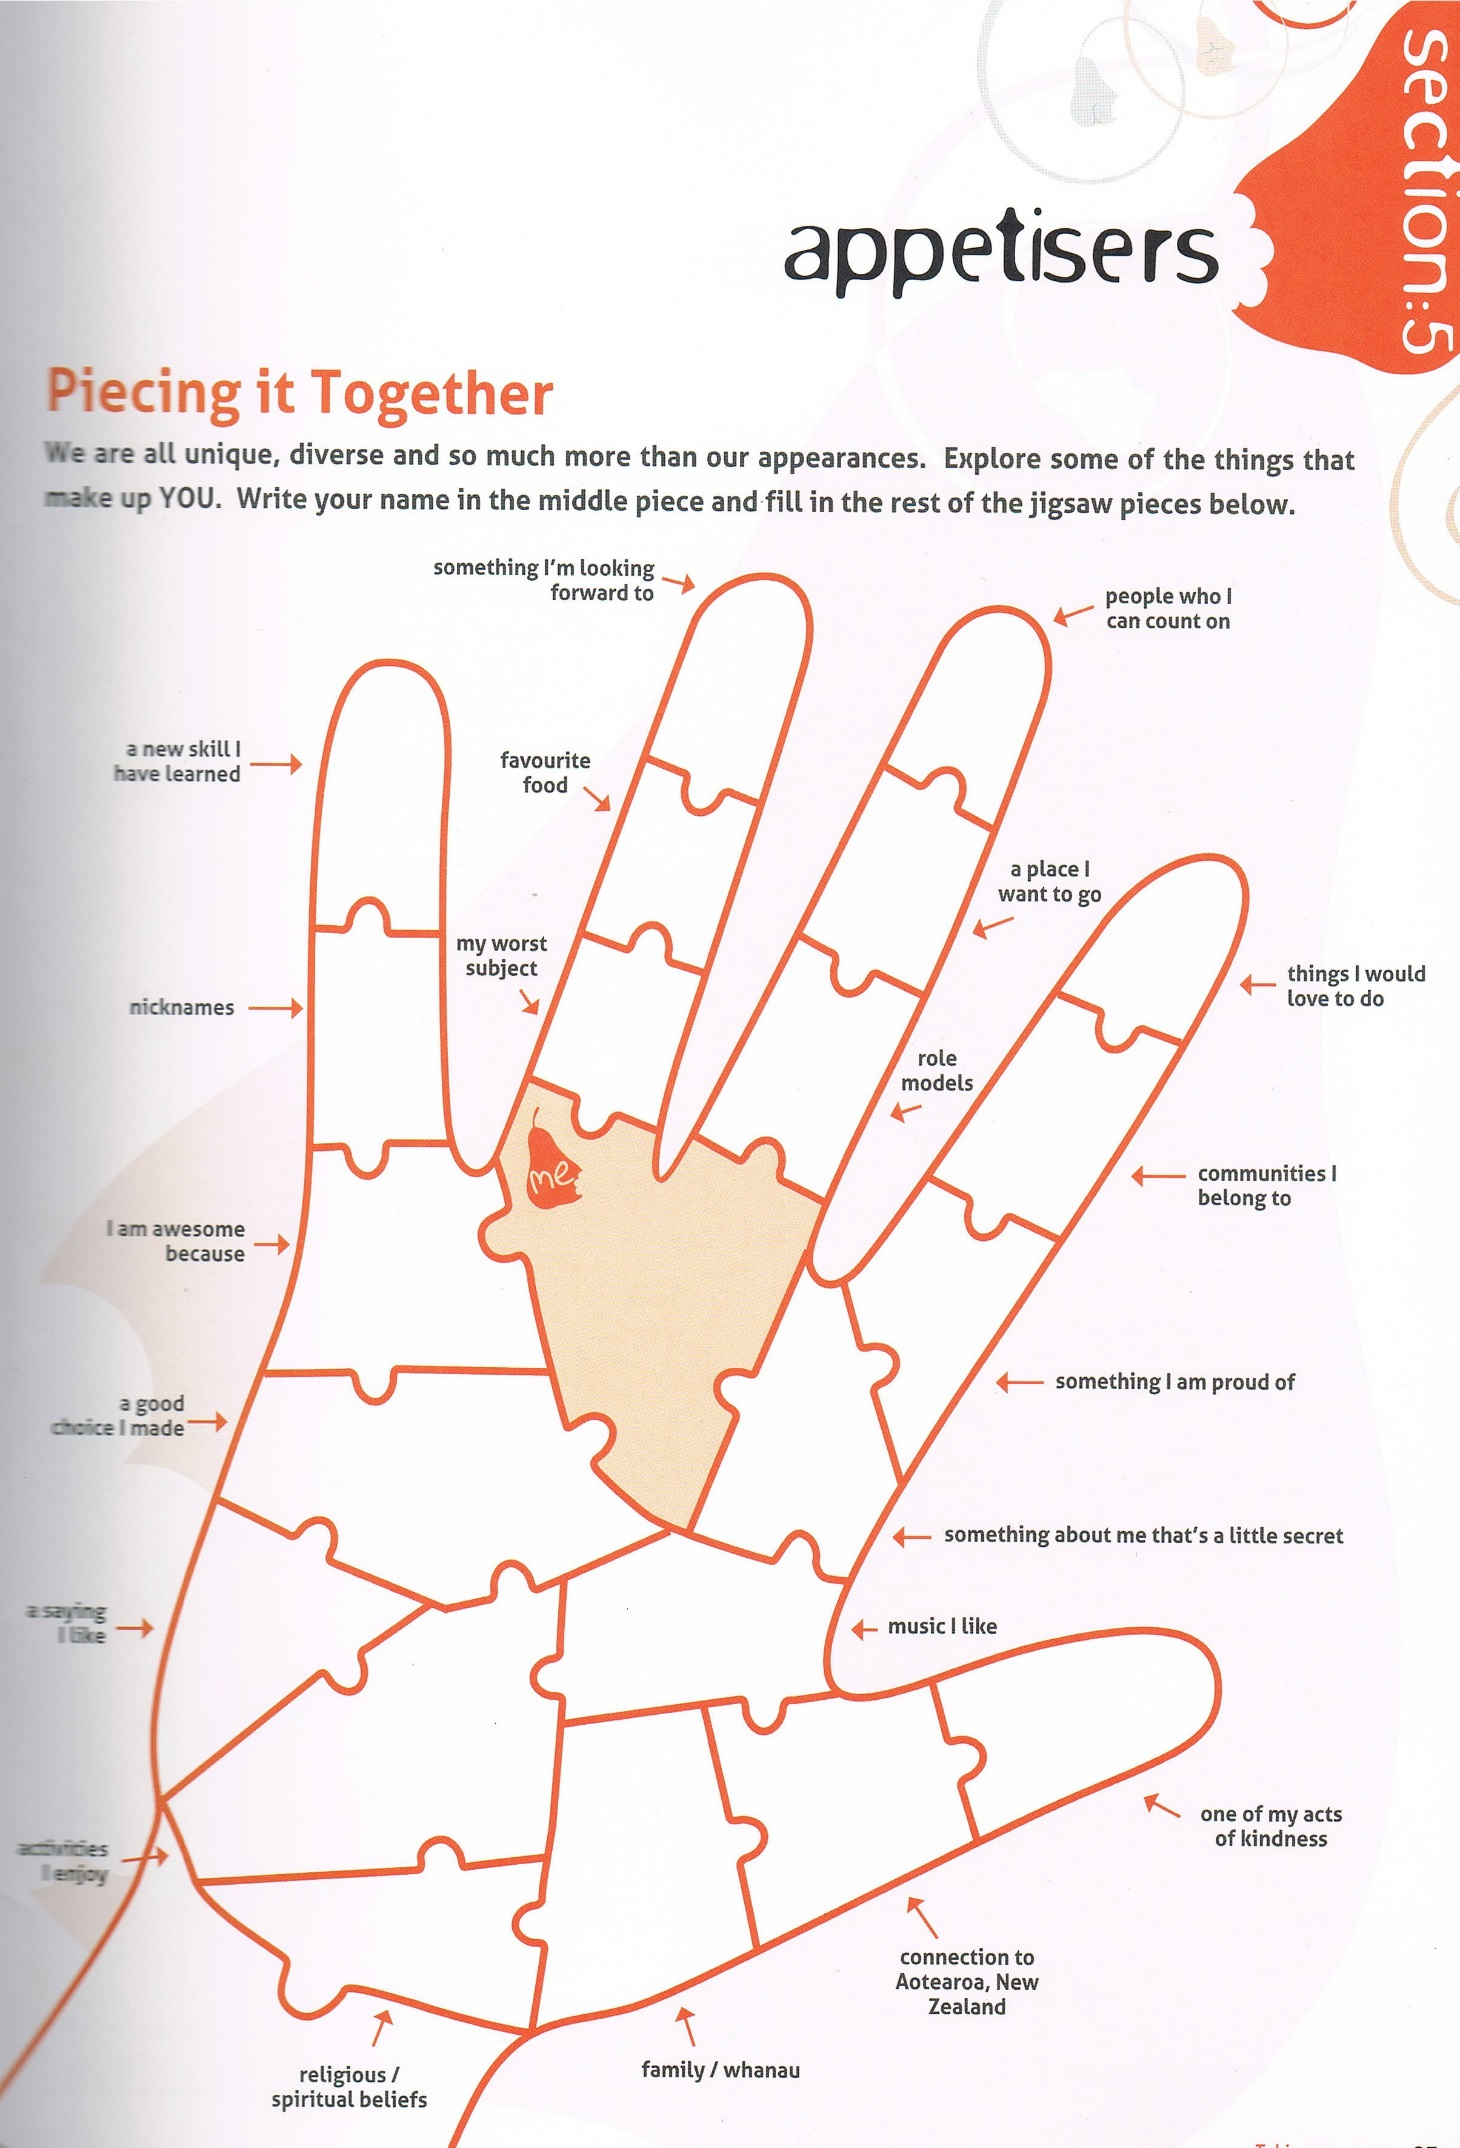 section:5
appetisers
Piecing it Together
We are all unique, diverse and so much more than our appearances. Explore some of the things that
make up YOU. Write your name in the middle piece and fill in the rest of the jigsaw pieces below.
something I'm looking
forward to
people who I
can count on
a new skill I
have learned
favourite
food
a place I
want to go
my worst
subject
things I would
love to do
nicknames
role
models
me
communities I
belong to
I am awesome
because
something I am proud of
a good
choice I made
something about me that's a little secret
a saying
I like
music I like
one of my acts
of kindness
activities
I enjoy
connection to
Aotearoa, New
Zealand
religious /
spiritual beliefs
family / whanau